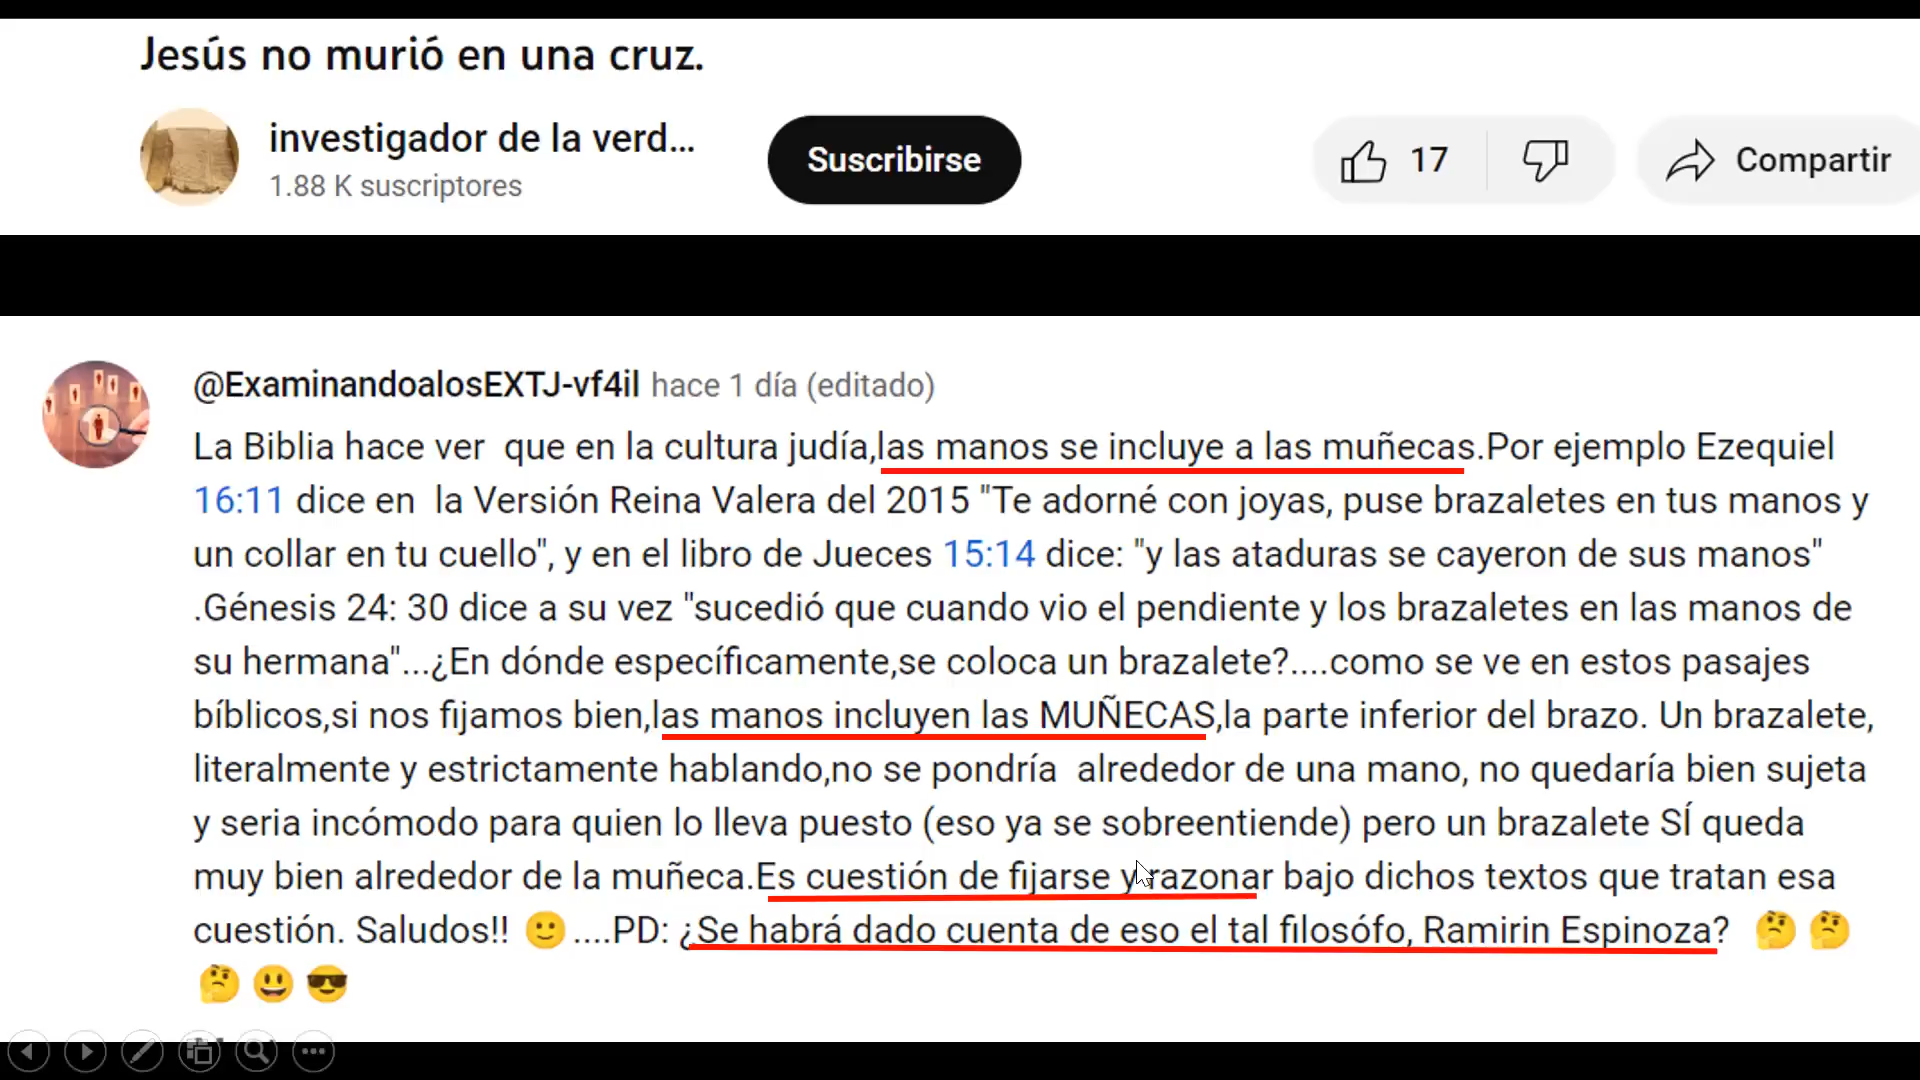 Jesús no murió en una cruz.
investigador de la verd...
1.88 K suscriptores
Suscribirse
17
Compartir
@ExaminandoalosEXTJ-vf4il hace 1 día (editado)
La Biblia hace ver  que en la cultura judía,las manos se incluye a las muñecas.Por ejemplo Ezequiel
16:11 dice en  la Versión Reina Valera del 2015 "Te adorné con joyas, puse brazaletes en tus manos y
un collar en tu cuello", y en el libro de Jueces 15:14 dice: "y las ataduras se cayeron de sus manos"
.Génesis 24: 30 dice a su vez "sucedió que cuando vio el pendiente y los brazaletes en las manos de
su hermana"...¿En dónde específicamente,se coloca un brazalete?....como se ve en estos pasajes
bíblicos,si nos fijamos bien,las manos incluyen las MUÑECAS,la parte inferior del brazo. Un brazalete,
literalmente y estrictamente hablando,no se pondría  alrededor de una mano, no quedaría bien sujeta
y seria incómodo para quien lo lleva puesto (eso ya se sobreentiende) pero un brazalete SÍ queda
muy bien alrededor de la muñeca.Es cuestión de fijarse y razonar bajo dichos textos que tratan esa
cuestión. Saludos!! 🙂....PD: ¿Se habrá dado cuenta de eso el tal filosófo, Ramirin Espinoza? 🤔🤔
🤔😃😎